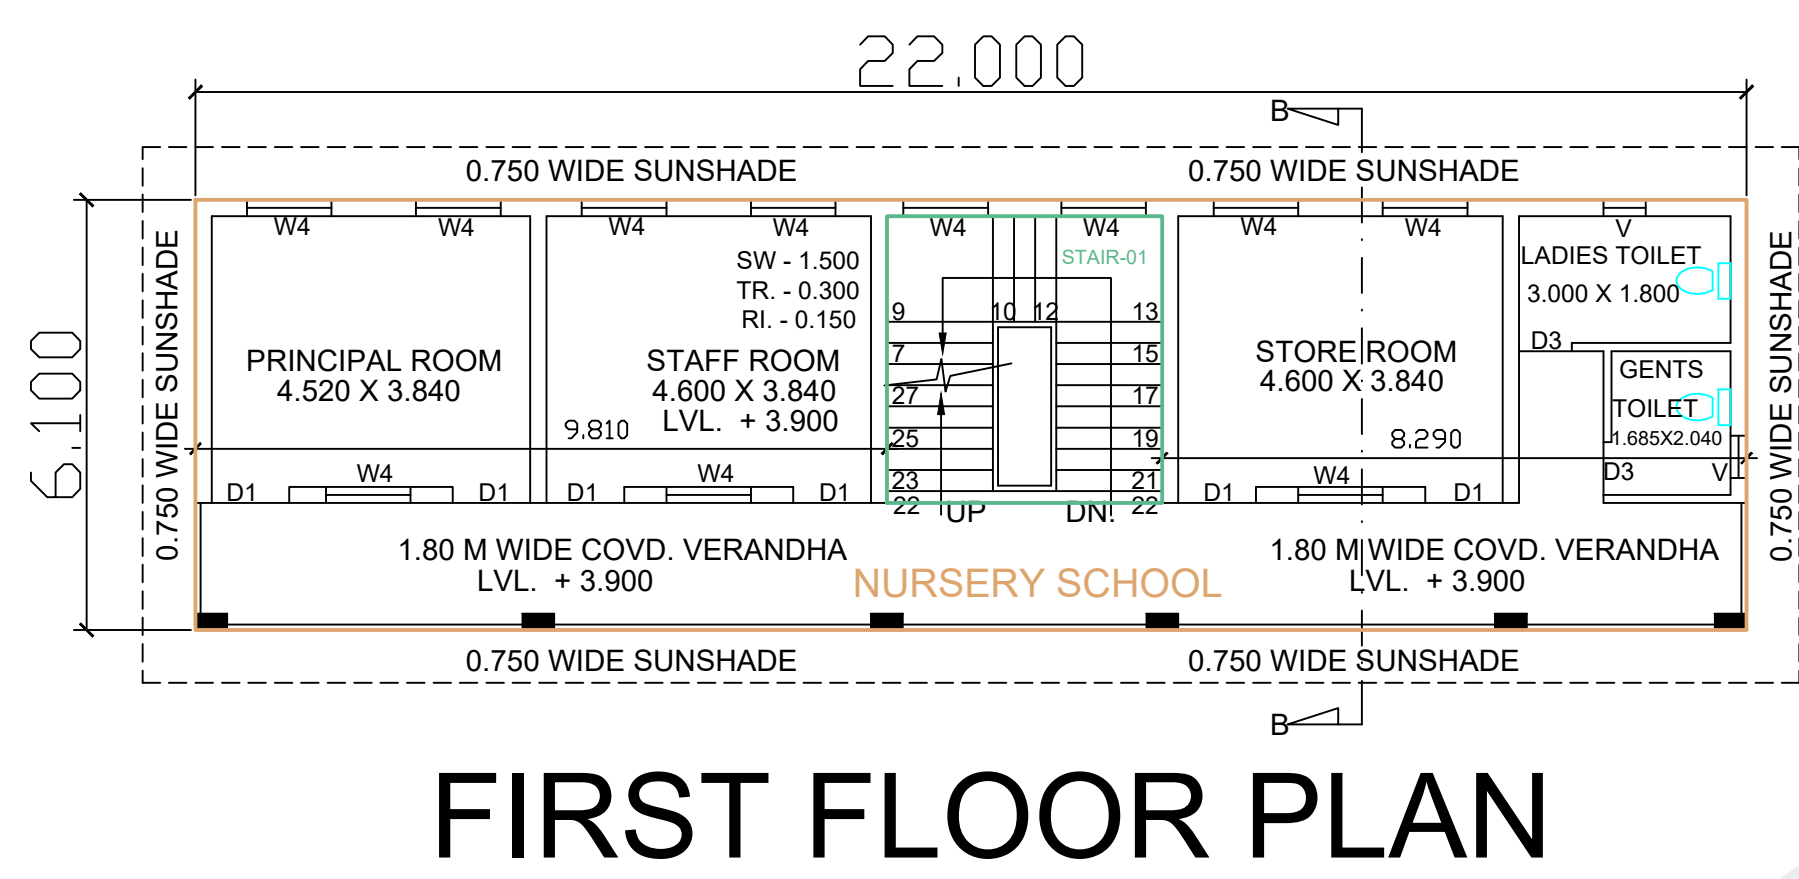 22.000
B
0.750 WIDE SUNSHADE
0.750 WIDE SUNSHADE
W4
W4
W4
W4
W4
W4
W4
W4
V
0.750 WIDE SUNSHADE
6.100
SW - 1.500
TR. - 0.300
RI. - 0.150
STAIR-01
LADIES TOILET
3.000 X 1.800
0.750 WIDE SUNSHADE
9
10
12
13
7
15
27
17
25
19
23
21
22
22
UP
DN.
PRINCIPAL ROOM
4.520 X 3.840
STAFF ROOM
4.600 X 3.840
LVL. + 3.900
9.810
STORE ROOM
4.600 X 3.840
8.290
D3
GENTS
TOILET
1.685X2.040
D3
V
D1
W4
D1
D1
W4
D1
D1
W4
D1
1.80 M WIDE COVD. VERANDHA
LVL. + 3.900
NURSERY SCHOOL
1.80 M WIDE COVD. VERANDHA
LVL. + 3.900
0.750 WIDE SUNSHADE
0.750 WIDE SUNSHADE
B
FIRST FLOOR PLAN